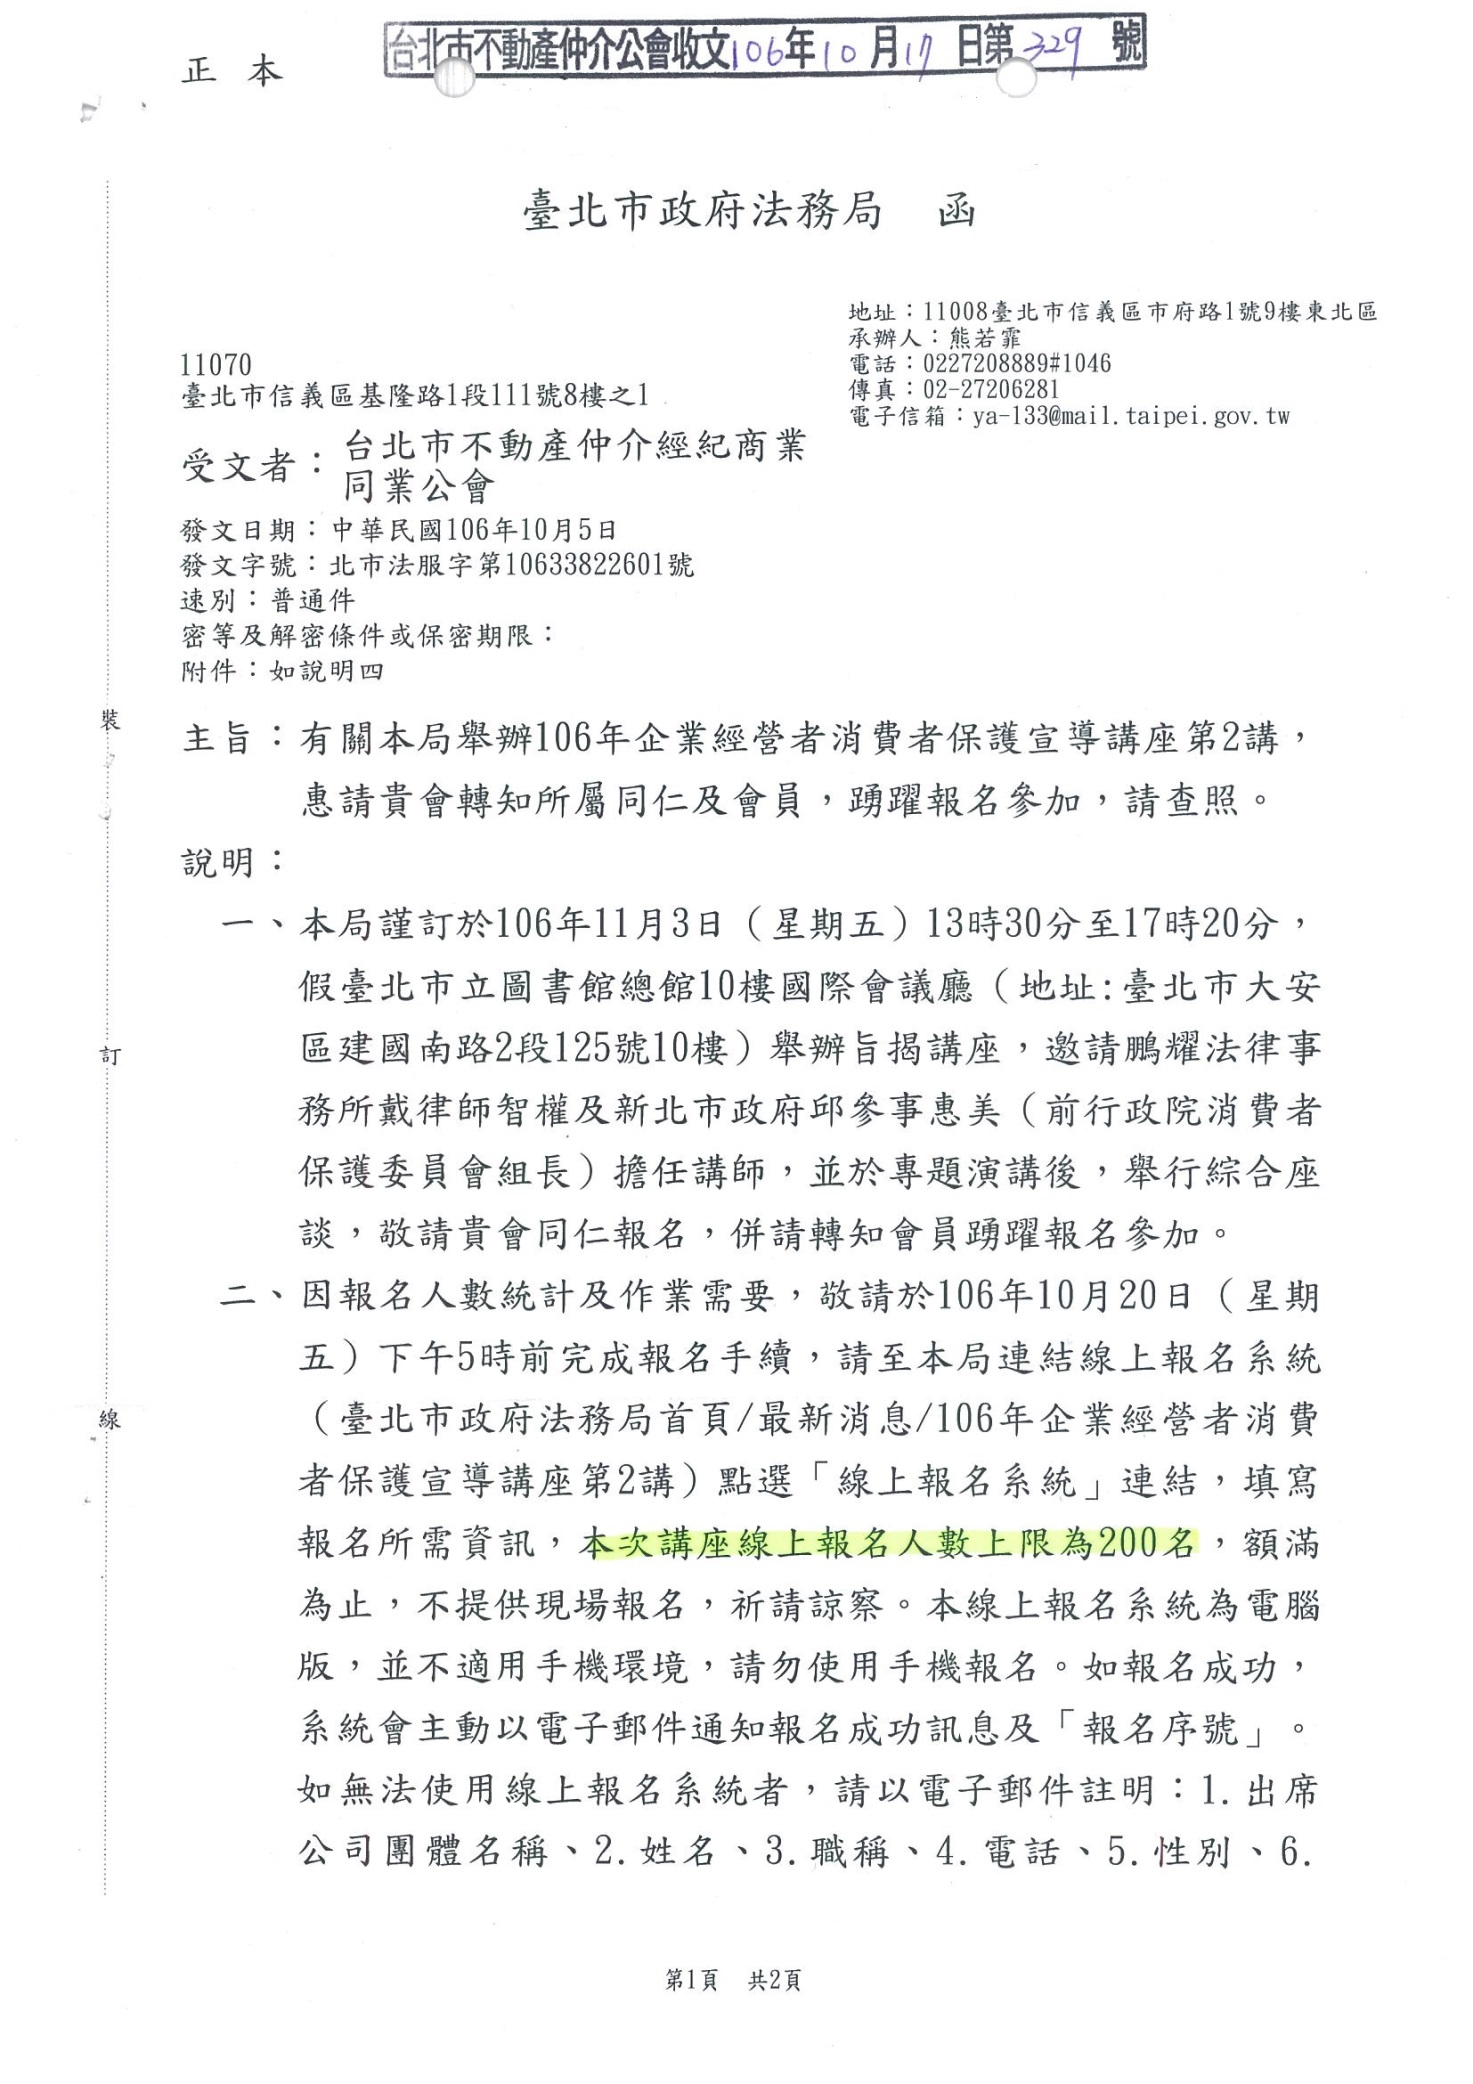 正本
台北市不動產仲介公會收文106年10月17日第329號
臺北市政府法務局 函
地址：11008臺北市信義區市府路1號9樓東北區
承辦人：熊若霏
電話：0227208889#1046
傳真：02-27206281
電子信箱：ya-133@mail.taipei.gov.tw
11070
臺北市信義區基隆路1段111號8樓之1
受文者：台北市不動產仲介經紀商業
同業公會
發文日期：中華民國106年10月5日
發文字號：北市法服字第10633822601號
速別：普通件
密等及解密條件或保密期限：
附件：如說明四
主旨：有關本局舉辦106年企業經營者消費者保護宣導講座第2講，
惠請貴會轉知所屬同仁及會員，踴躍報名參加，請查照。
說明：
一、本局謹訂於106年11月3日（星期五）13時30分至17時20分，
假臺北市立圖書館總館10樓國際會議廳（地址:臺北市大安
區建國南路2段125號10樓）舉辦旨揭講座，邀請鵬耀法律事
務所戴律師智權及新北市政府邱參事惠美（前行政院消費者
保護委員會組長）擔任講師，並於專題演講後，舉行綜合座
談，敬請貴會同仁報名，併請轉知會員踴躍報名參加。
二、因報名人數統計及作業需要，敬請於106年10月20日（星期
五）下午5時前完成報名手續，請至本局連結線上報名系統
（臺北市政府法務局首頁/最新消息/106年企業經營者消費
者保護宣導講座第2講）點選「線上報名系統」連結，填寫
報名所需資訊，本次講座線上報名人數上限為200名，額滿
為止，不提供現場報名，祈請諒察。本線上報名系統為電腦
版，並不適用手機環境，請勿使用手機報名。如報名成功，
系統會主動以電子郵件通知報名成功訊息及「報名序號」。
如無法使用線上報名系統者，請以電子郵件註明：1.出席
公司團體名稱、2.姓名、3.職稱、4.電話、5.性別、6.
裝
訂
線
第1頁 共2頁